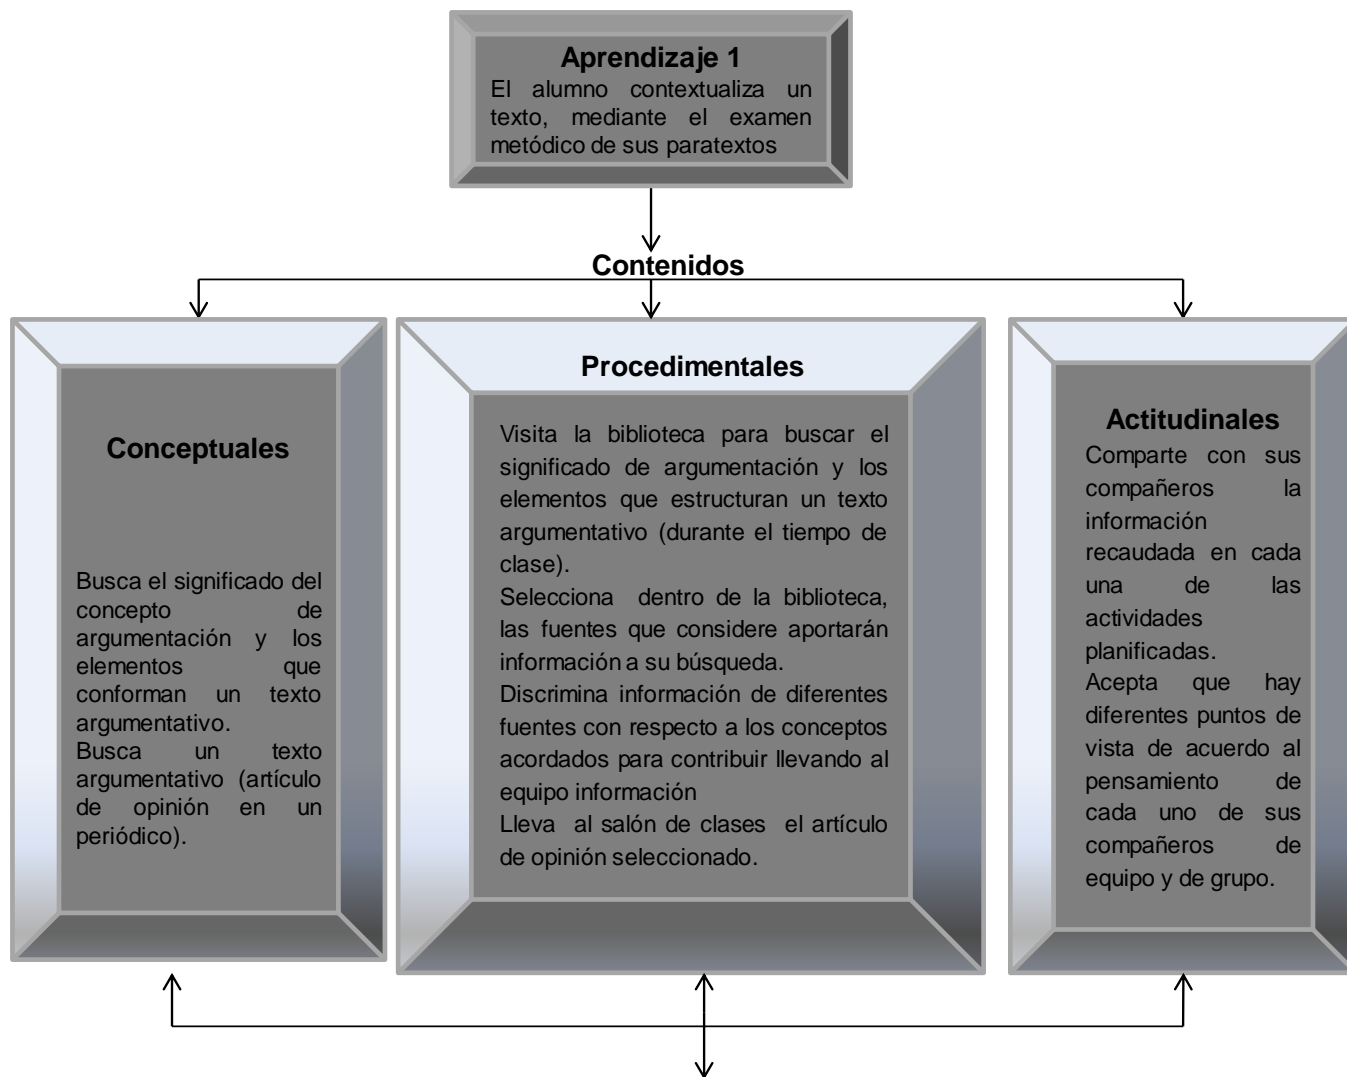 Aprendizaje 1
El alumno contextualiza un
texto, mediante el examen
metódico de sus paratextos
Contenidos
Conceptuales
Busca el significado del
concepto de
argumentación y los
elementos que
conforman un texto
argumentativo.
Busca un texto
argumentativo (artículo
de opinión en un
periódico).
Procedimentales
Visita la biblioteca para buscar el
significado de argumentación y los
elementos que estructuran un texto
argumentativo (durante el tiempo de
clase).
Selecciona dentro de la biblioteca,
las fuentes que considere aportarán
información a su búsqueda.
Discrimina información de diferentes
fuentes con respecto a los conceptos
acordados para contribuir llevando al
equipo información
Lleva al salón de clases el artículo
de opinión seleccionado.
Actitudinales
Comparte con sus
compañeros la
información
recaudada en cada
una de las
actividades
planificadas.
Acepta que hay
diferentes puntos de
vista de acuerdo al
pensamiento de
cada uno de sus
compañeros de
equipo y de grupo.